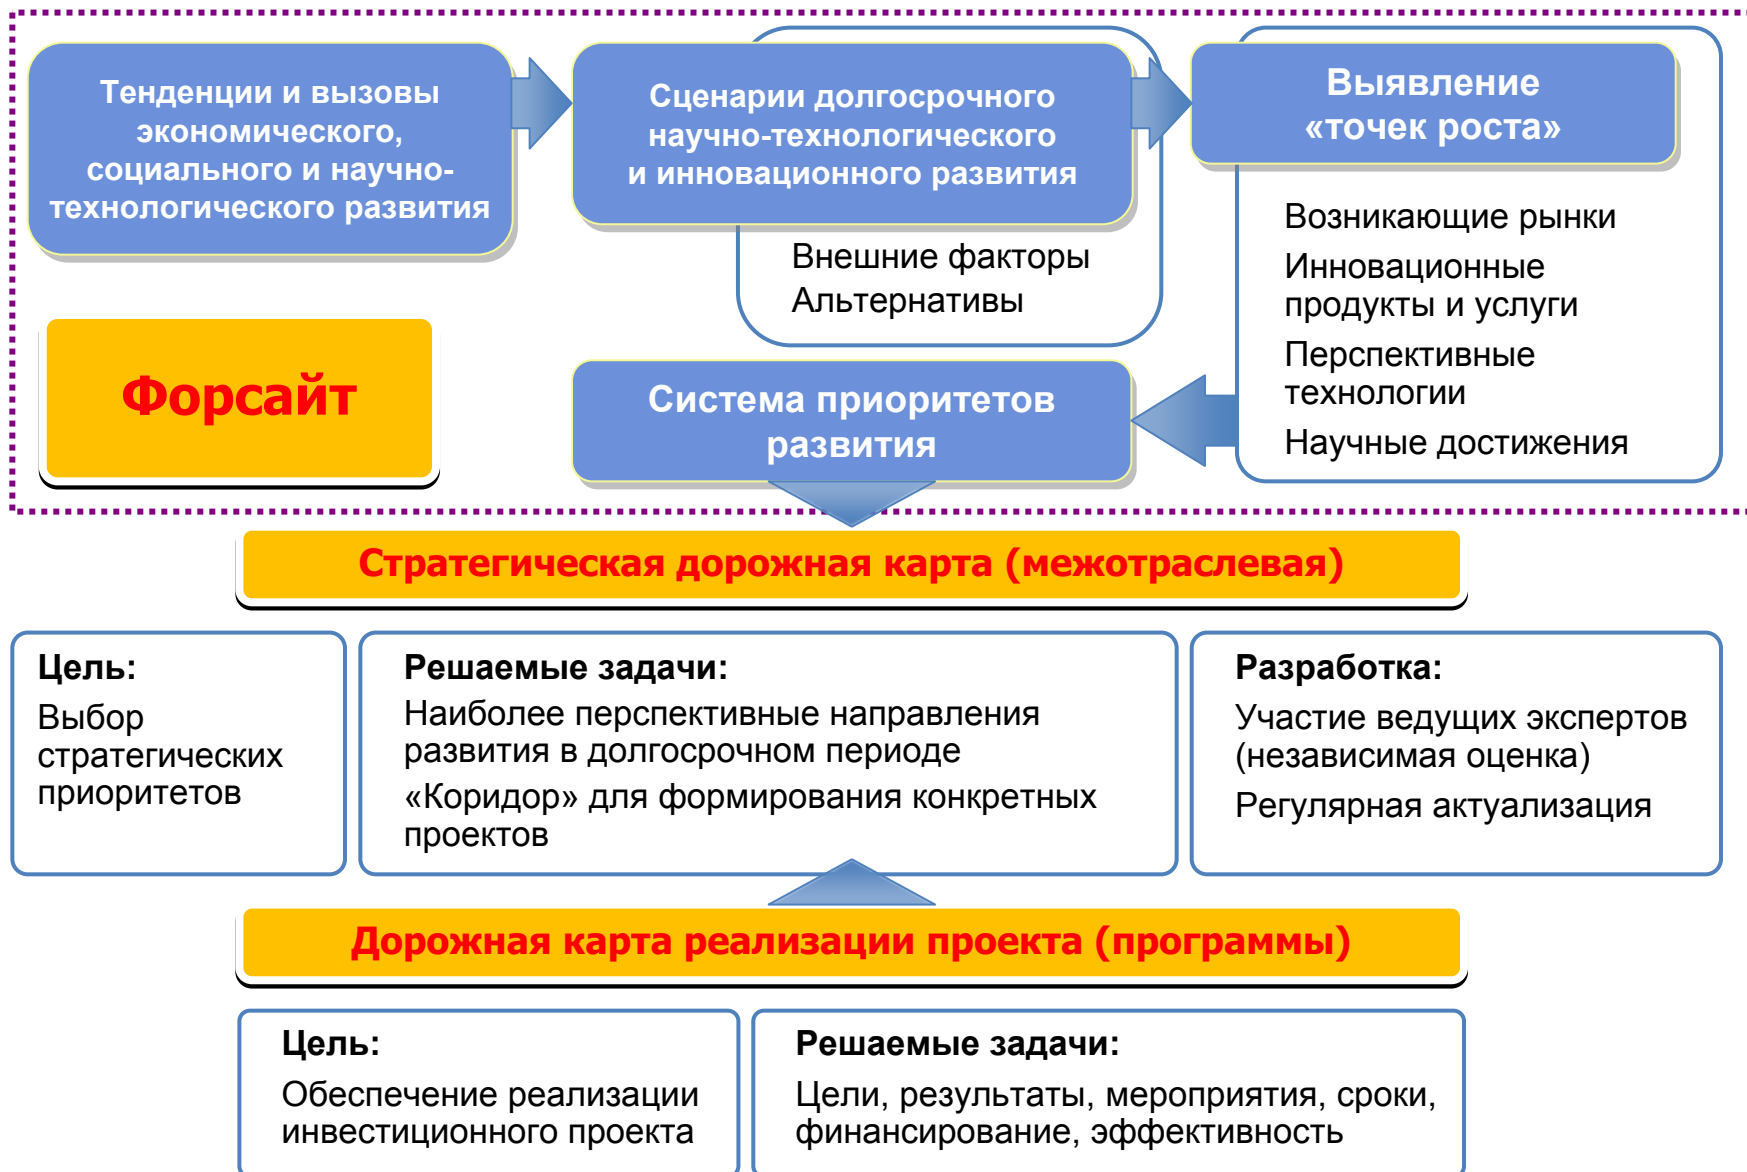 Тенденции и вызовы
экономического,
социального и научно-
технологического развития
Сценарии долгосрочного
научно-технологического
и инновационного развития
Внешние факторы
Альтернативы
Выявление
«точек роста»
Возникающие рынки
Инновационные
продукты и услуги
Перспективные
технологии
Научные достижения
Форсайт
Система приоритетов
развития
Стратегическая дорожная карта (межотраслевая)
Цель:
Выбор
стратегических
приоритетов
Решаемые задачи:
Наиболее перспективные направления
развития в долгосрочном периоде
«Коридор» для формирования конкретных
проектов
Разработка:
Участие ведущих экспертов
(независимая оценка)
Регулярная актуализация
Дорожная карта реализации проекта (программы)
Цель:
Обеспечение реализации
инвестиционного проекта
Решаемые задачи:
Цели, результаты, мероприятия, сроки,
финансирование, эффективность